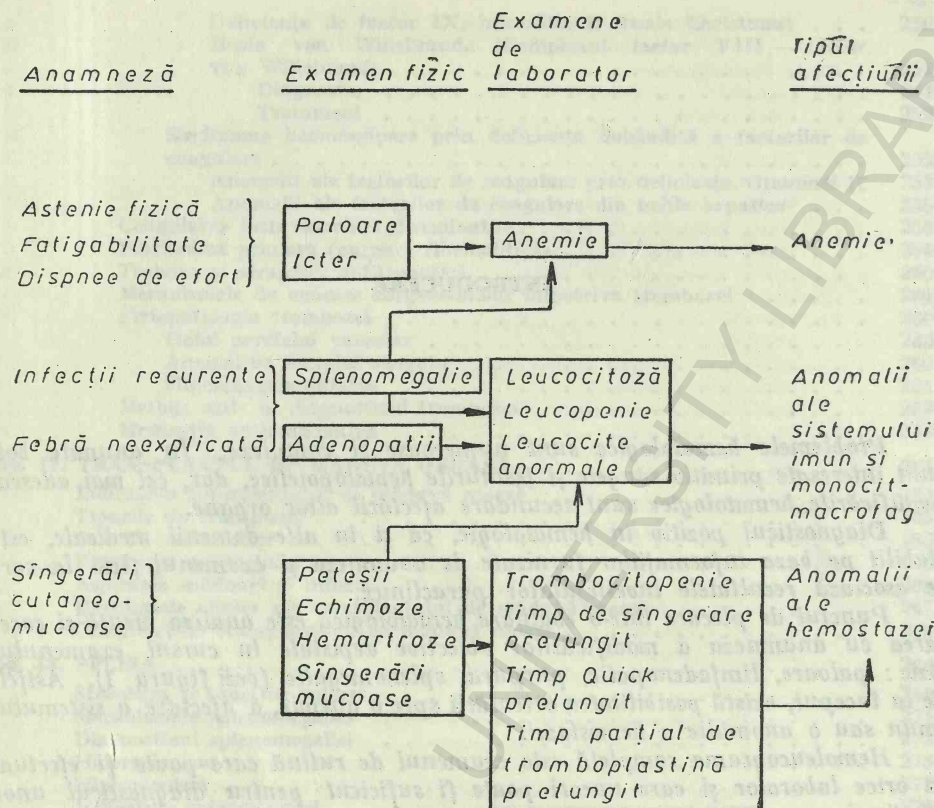 Anamneză
Examen fizic
Examene
de
laborator
Tipul
afecțiunii
Astenie fizică
Fatigabilitate
Dispnee de efort
Paloare
Icter
Anemie
Anemie
Infecții recurente
Febră neexplicată
Splenomegalie
Adenopatii
Leucocitoză
Leucopenie
Leucocite
anormale
Anomalii
ale
sistemului
imun și
monocit-
macrofag
Sîngerări
cutaneo-
mucoase
Peteșii
Echimoze
Hemartroze
Sîngerări
mucoase
Trombocitopenie
Timp de sîngerare
prelungit
Timp Quick
prelungit
Timp parțial de
tromboplastină
prelungit
Anomalii
ale
hemostazei
UNIVERSITY LIBRARY